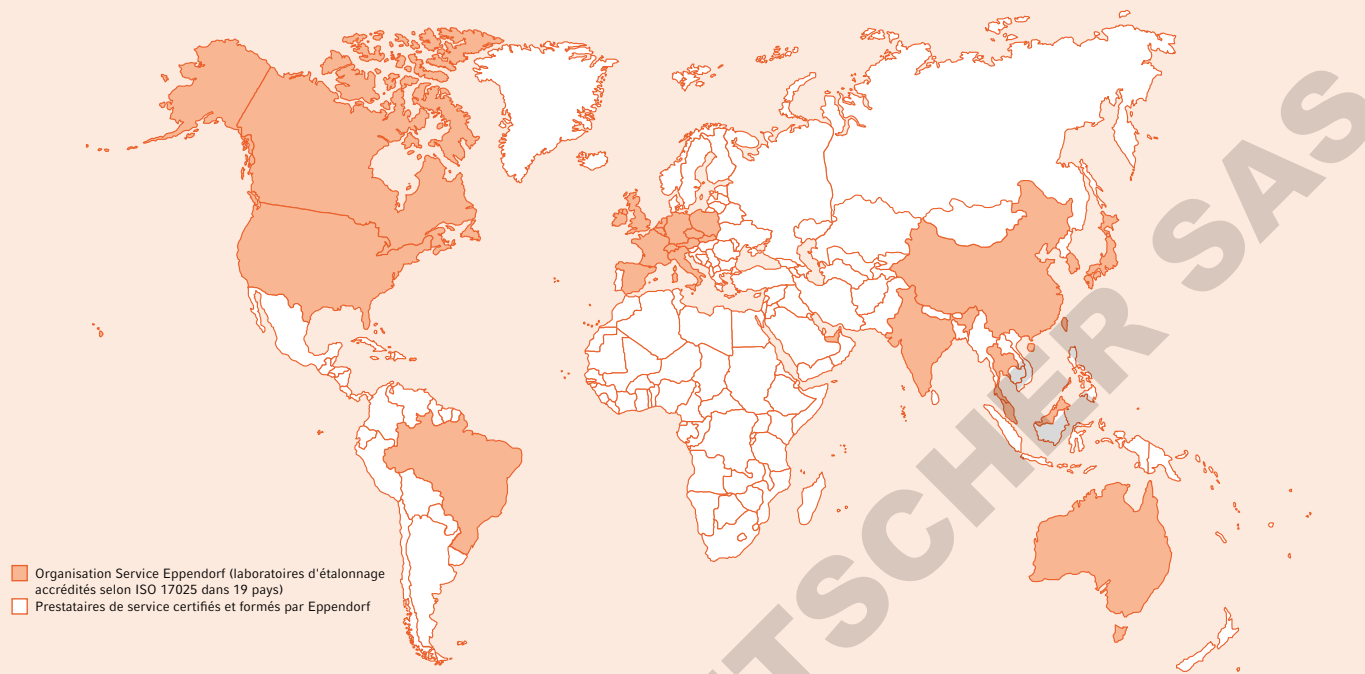 Organisation Service Eppendorf (laboratoires d'étalonnage
accrédités selon ISO 17025 dans 19 pays)
Prestataires de service certifiés et formés par Eppendorf
TSCHER SAS